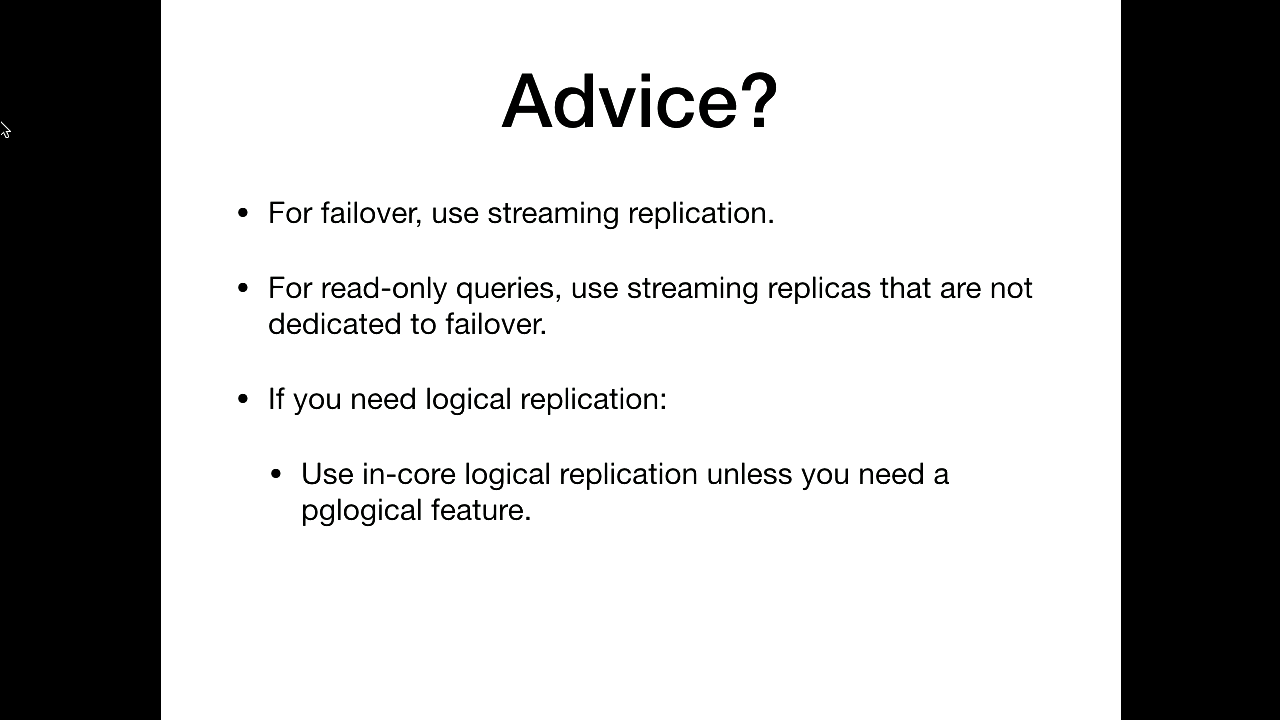 Advice?
• For failover, use streaming replication.
• For read-only queries, use streaming replicas that are not
dedicated to failover.
• If you need logical replication:
• Use in-core logical replication unless you need a
pglogical feature.